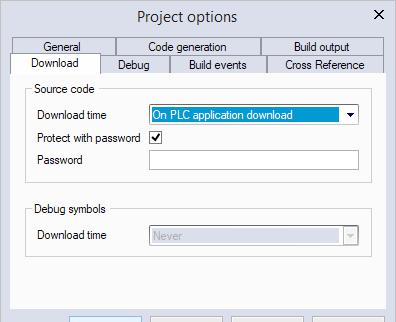 Project options
General Code generation Build output
Download Debug Build events Cross Reference
Source code
Download time On PLC application download
Protect with password
Password
Debug symbols
Download time Never